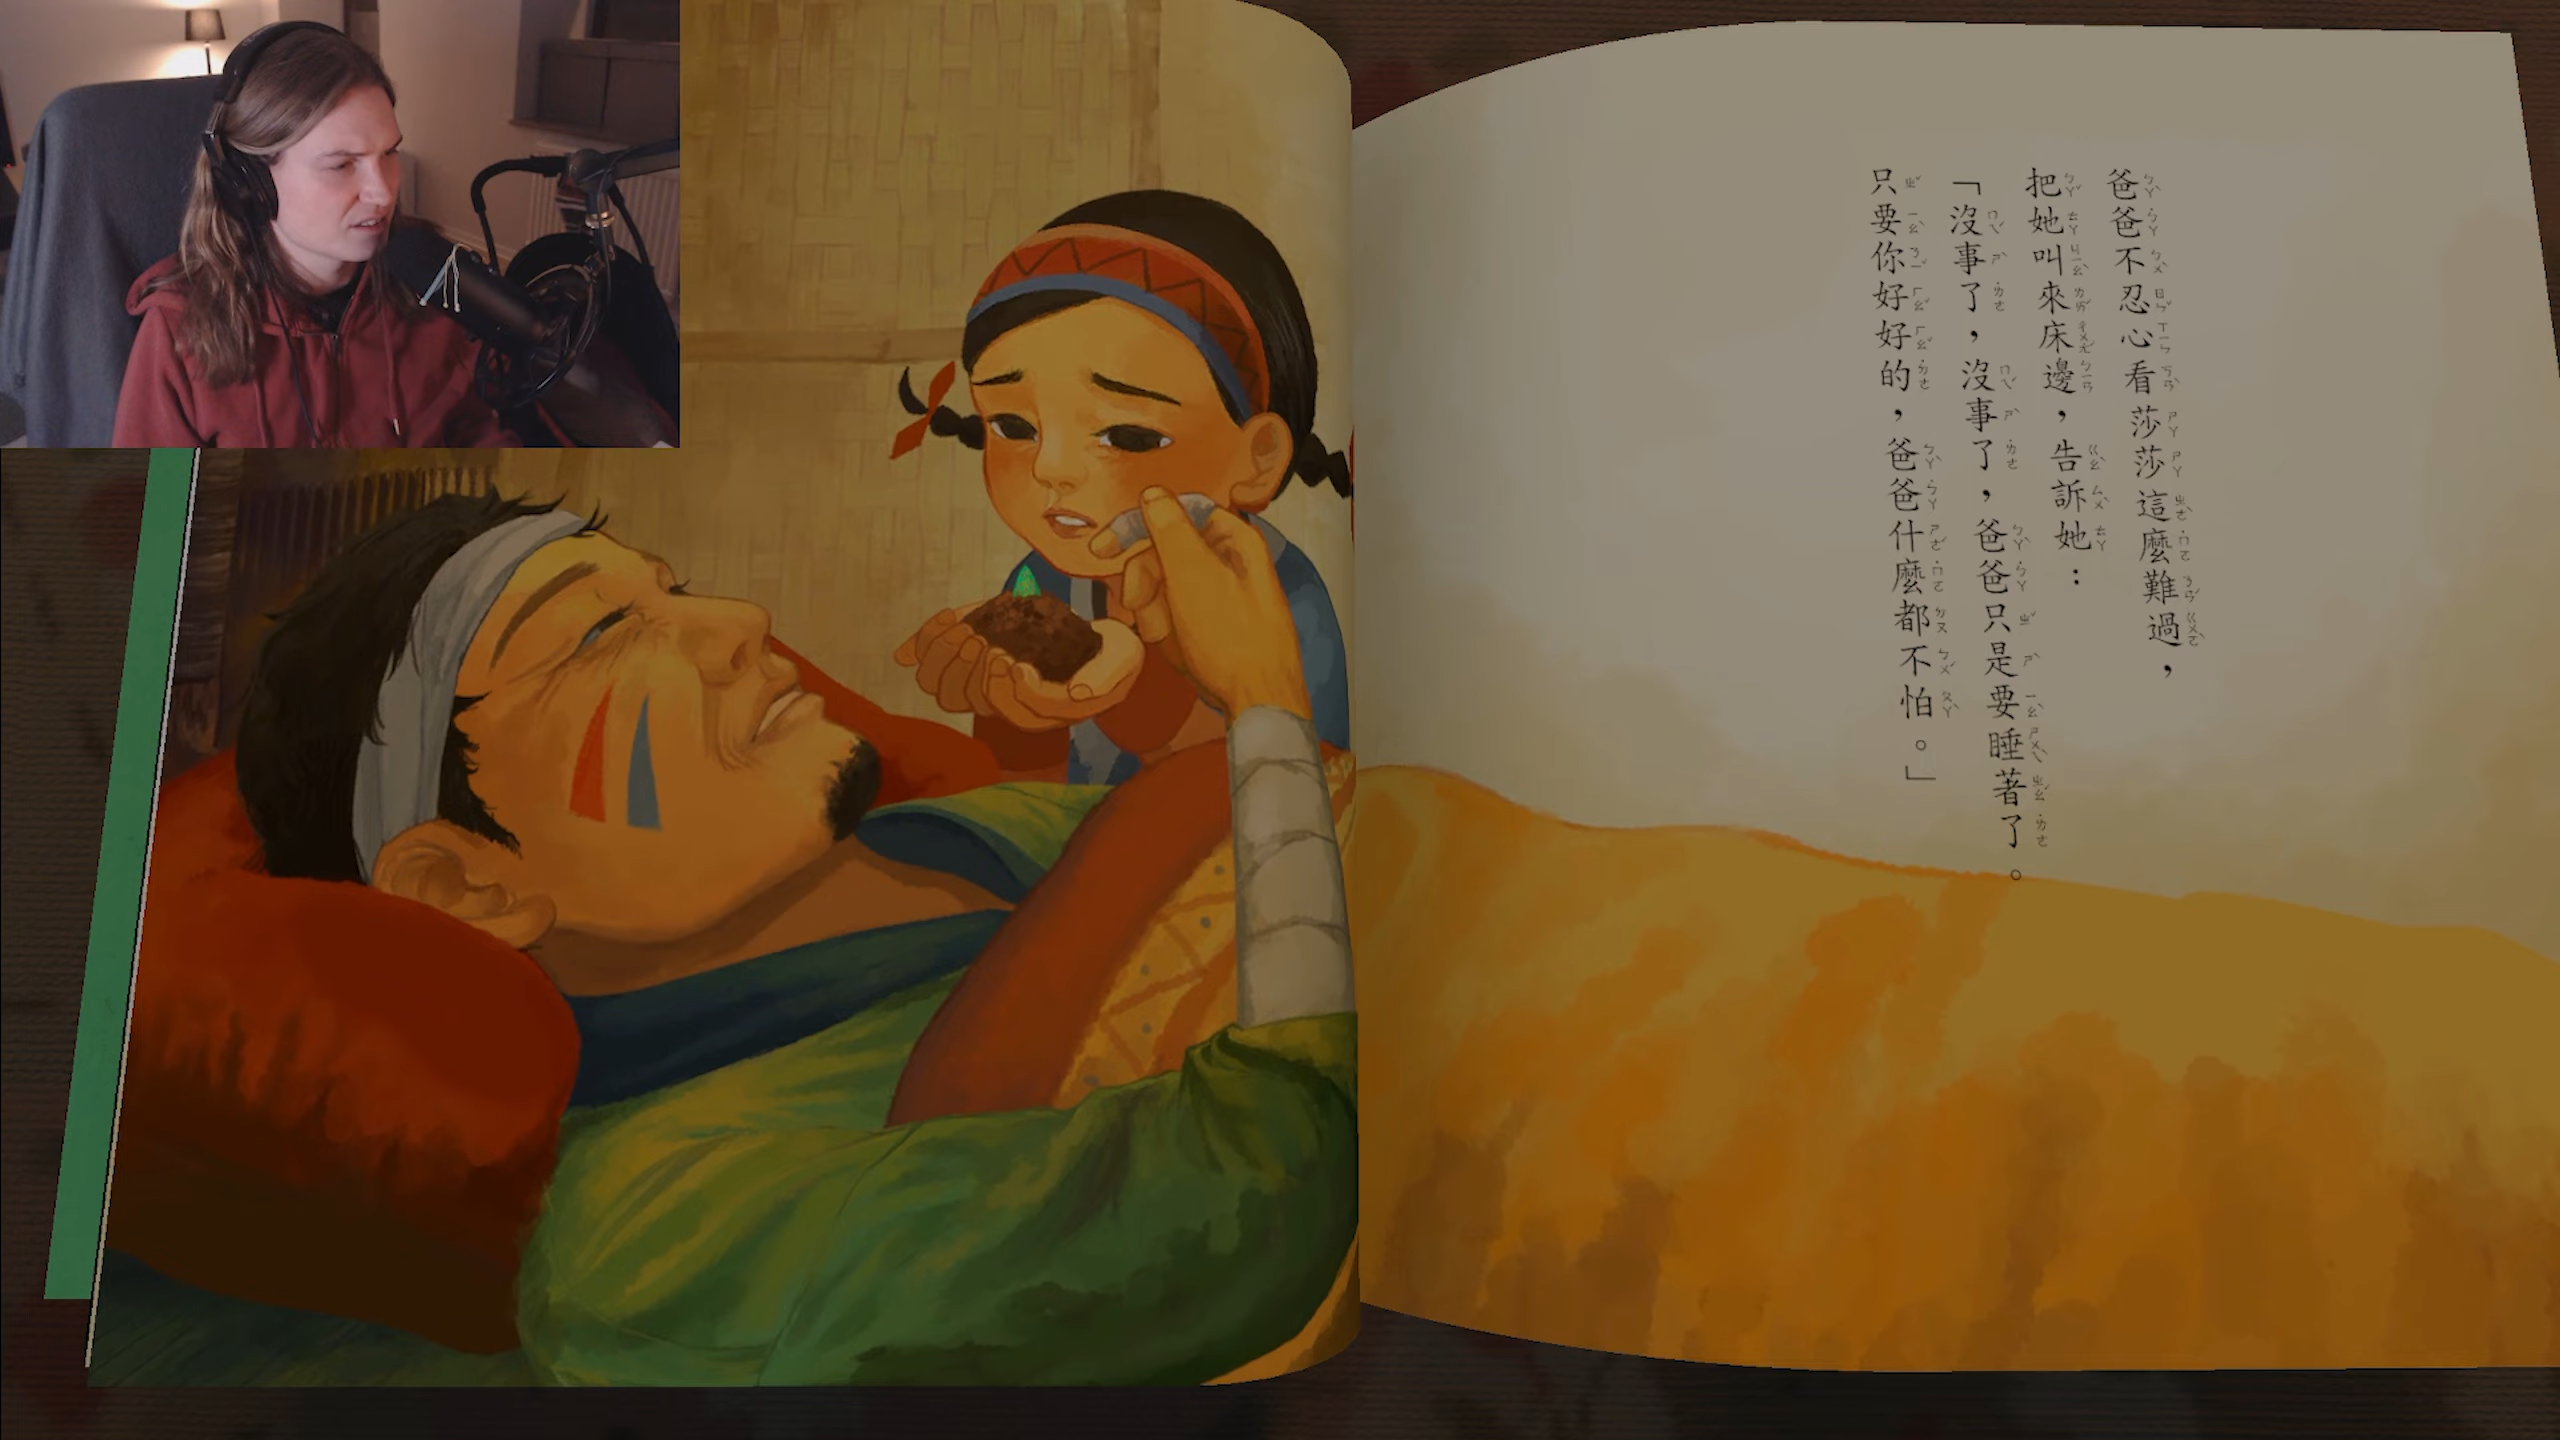 爸爸不忍心看莎莎這麼難過，
把她叫來床邊，告訴她：
「沒事了，沒事了，爸爸只是要睡著了。
只要你好好的，爸爸什麼都不怕。」